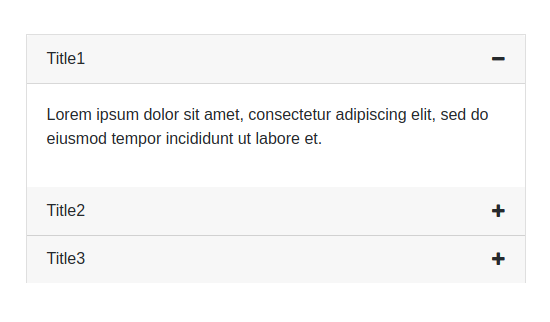 Title1
Lorem ipsum dolor sit amet, consectetur adipiscing elit, sed do
eiusmod tempor incididunt ut labore et.
Title2
Title3